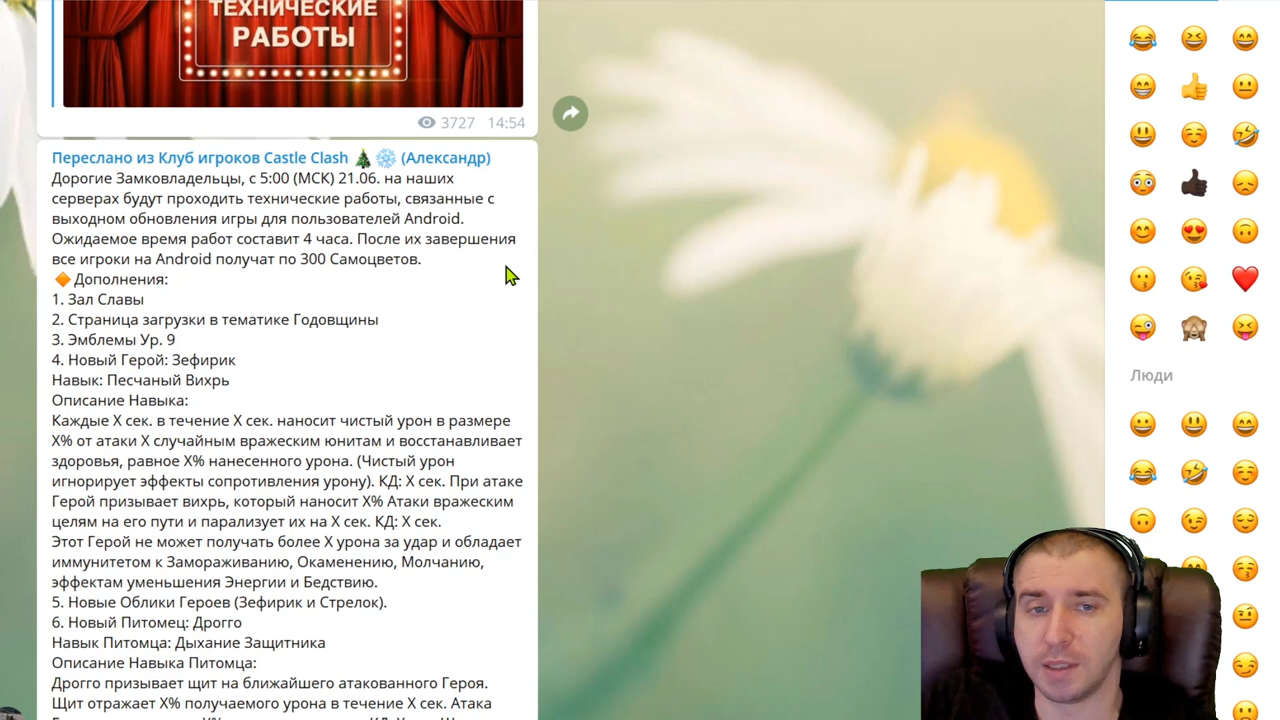 ТЕХНИЧЕСКИЕ
РАБОТЫ
3727 14:54
Переслано из Клуб игроков Castle Clash 🎄 ❄️ (Александр)
Дорогие Замковладельцы, с 5:00 (МСК) 21.06. на наших
серверах будут проходить технические работы, связанные с
выходном обновления игры для пользователей Android.
Ожидаемое время работ составит 4 часа. После их завершения
все игроки на Android получат по 300 Самоцветов.
🔶Дополнения:
1. Зал Славы
2. Страница загрузки в тематике Годовщины
3. Эмблемы Ур. 9
4. Новый Герой: Зефирик
Навык: Песчаный Вихрь
Описание Навыка:
Каждые X сек. в течение X сек. наносит чистый урон в размере
X% от атаки X случайным вражеским юнитам и восстанавливает
здоровья, равное X% нанесенного урона. (Чистый урон
игнорирует эффекты сопротивления урону). КД: X сек. При атаке
Герой призывает вихрь, который наносит X% Атаки вражеским
целям на его пути и парализует их на X сек. КД: X сек.
Этот Герой не может получать более X урона за удар и обладает
иммунитетом к Замораживанию, Окаменению, Молчанию,
эффектам уменьшения Энергии и Бедствию.
5. Новые Облики Героев (Зефирик и Стрелок).
6. Новый Питомец: Дрогго
Навык Питомца: Дыхание Защитника
Описание Навыка Питомца:
Дрогго призывает щит на ближайшего атакованного Героя.
Щит отражает X% получаемого урона в течение X сек. Атака
Люди